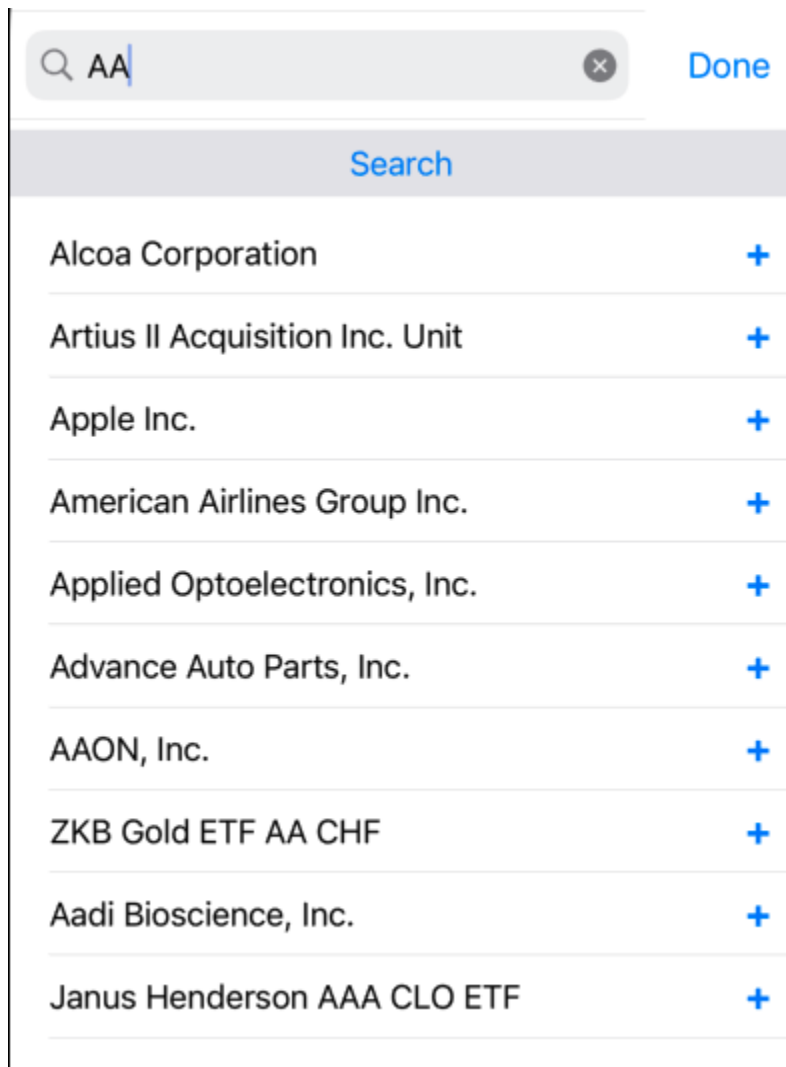 AA
Done
Search
Alcoa Corporation
Artius II Acquisition Inc. Unit
Apple Inc.
American Airlines Group Inc.
Applied Optoelectronics, Inc.
Advance Auto Parts, Inc.
AAON, Inc.
ZKB Gold ETF AA CHF
Aadi Bioscience, Inc.
Janus Henderson AAA CLO ETF